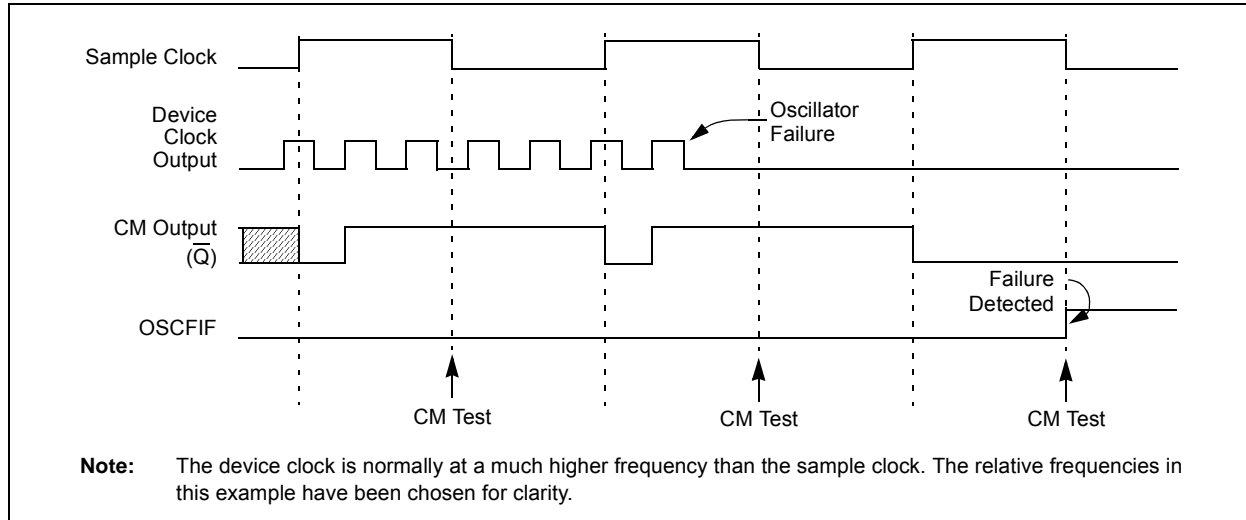 Sample Clock
Device
Clock
Output
Oscillator
Failure
CM Output
(Q̅)
Failure
Detected
OSCFIF
CM Test
CM Test
CM Test
Note: The device clock is normally at a much higher frequency than the sample clock. The relative frequencies in
this example have been chosen for clarity.